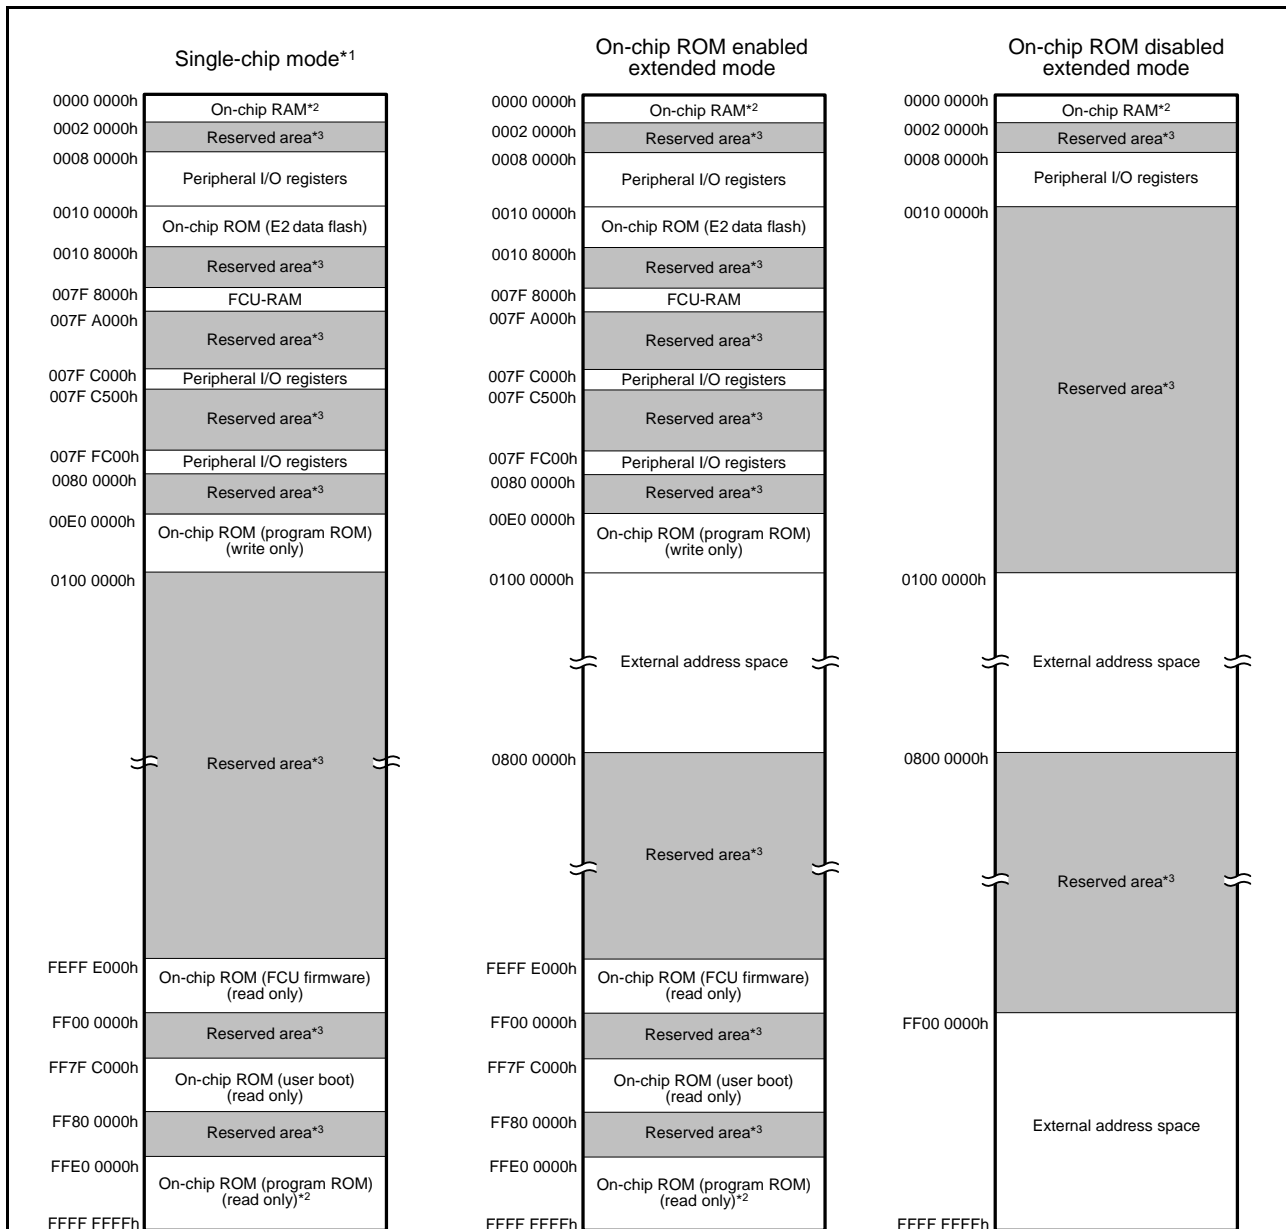 Single-chip mode*1
0000 0000h
On-chip RAM*2
0002 0000h
Reserved area*3
0008 0000h
Peripheral I/O registers
0010 0000h
On-chip ROM (E2 data flash)
0010 8000h
Reserved area*3
007F 8000h
FCU-RAM
007F A000h
Reserved area*3
007F C000h
Peripheral I/O registers
007F C500h
Reserved area*3
007F FC00h
Peripheral I/O registers
0080 0000h
Reserved area*3
00E0 0000h
On-chip ROM (program ROM)
(write only)
0100 0000h
Reserved area*3
FEFF E000h
On-chip ROM (FCU firmware)
(read only)
FF00 0000h
Reserved area*3
FF7F C000h
On-chip ROM (user boot)
(read only)
FF80 0000h
Reserved area*3
FFE0 0000h
On-chip ROM (program ROM)
(read only)*2
FFFF FFFFh
On-chip ROM enabled
extended mode
0000 0000h
On-chip RAM*2
0002 0000h
Reserved area*3
0008 0000h
Peripheral I/O registers
0010 0000h
On-chip ROM (E2 data flash)
0010 8000h
Reserved area*3
007F 8000h
FCU-RAM
007F A000h
Reserved area*3
007F C000h
Peripheral I/O registers
007F C500h
Reserved area*3
007F FC00h
Peripheral I/O registers
0080 0000h
Reserved area*3
00E0 0000h
On-chip ROM (program ROM)
(write only)
0100 0000h
External address space
0800 0000h
Reserved area*3
FEFF E000h
On-chip ROM (FCU firmware)
(read only)
FF00 0000h
Reserved area*3
FF7F C000h
On-chip ROM (user boot)
(read only)
FF80 0000h
Reserved area*3
FFE0 0000h
On-chip ROM (program ROM)
(read only)*2
FFFF FFFFh
On-chip ROM disabled
extended mode
0000 0000h
On-chip RAM*2
0002 0000h
Reserved area*3
0008 0000h
Peripheral I/O registers
0010 0000h
Reserved area*3
0100 0000h
External address space
0800 0000h
Reserved area*3
FF00 0000h
External address space
FFFF FFFFh